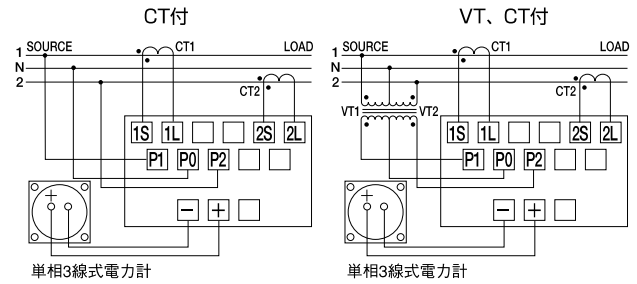 CT付
1 SOURCE CT1 LOAD
N
2
CT2
1S 1L 2S 2L
P1 P0 P2
− +
+
単相3線式電力計
VT、CT付
1 SOURCE CT1 LOAD
N
2
CT2
VT1 VT2
1S 1L 2S 2L
P1 P0 P2
− +
+
単相3線式電力計